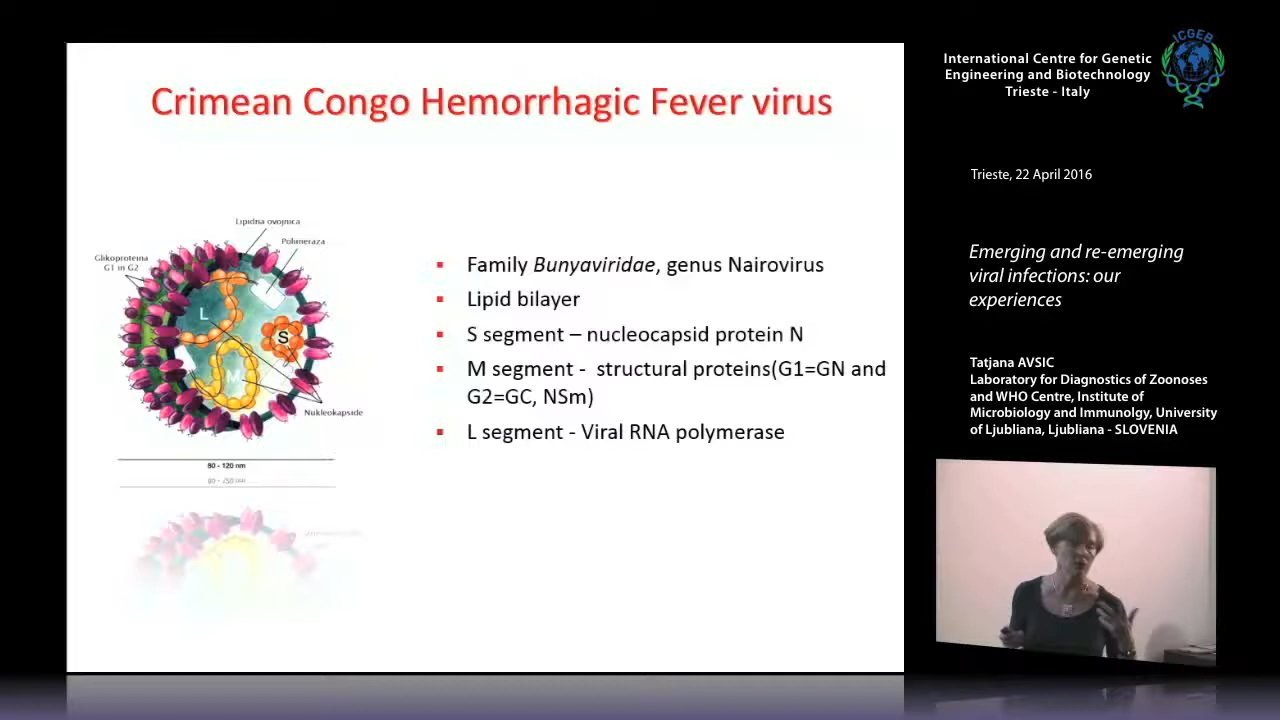 Crimean Congo Hemorrhagic Fever virus
Lipidna ovojnica
Polimeraza
Glikoproteina
G1 in G2
L
S
M
Nukleokapside
80 - 120 nm
▪ Family Bunyaviridae, genus Nairovirus
▪ Lipid bilayer
▪ S segment – nucleocapsid protein N
▪ M segment - structural proteins(G1=GN and
G2=GC, NSm)
▪ L segment - Viral RNA polymerase
International Centre for Genetic
Engineering and Biotechnology
Trieste - Italy
ICGEB
Trieste, 22 April 2016
Emerging and re-emerging
viral infections: our
experiences
Tatjana AVSIC
Laboratory for Diagnostics of Zoonoses
and WHO Centre, Institute of
Microbiology and Immunolgy, University
of Ljubliana, Ljubliana - SLOVENIA